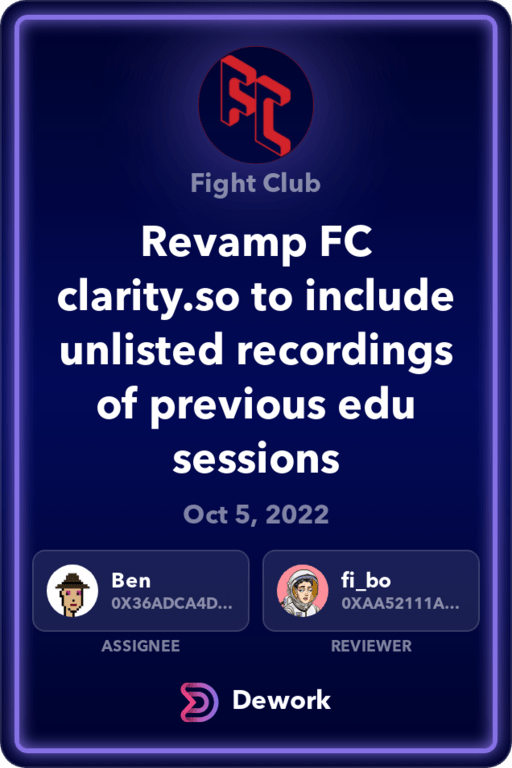 FC
Fight Club
Revamp FC
clarity.so to include
unlisted recordings
of previous edu
sessions
Oct 5, 2022
Ben
0X36ADCA4D...
fi_bo
0XAA52111A...
ASSIGNEE
REVIEWER
Dework